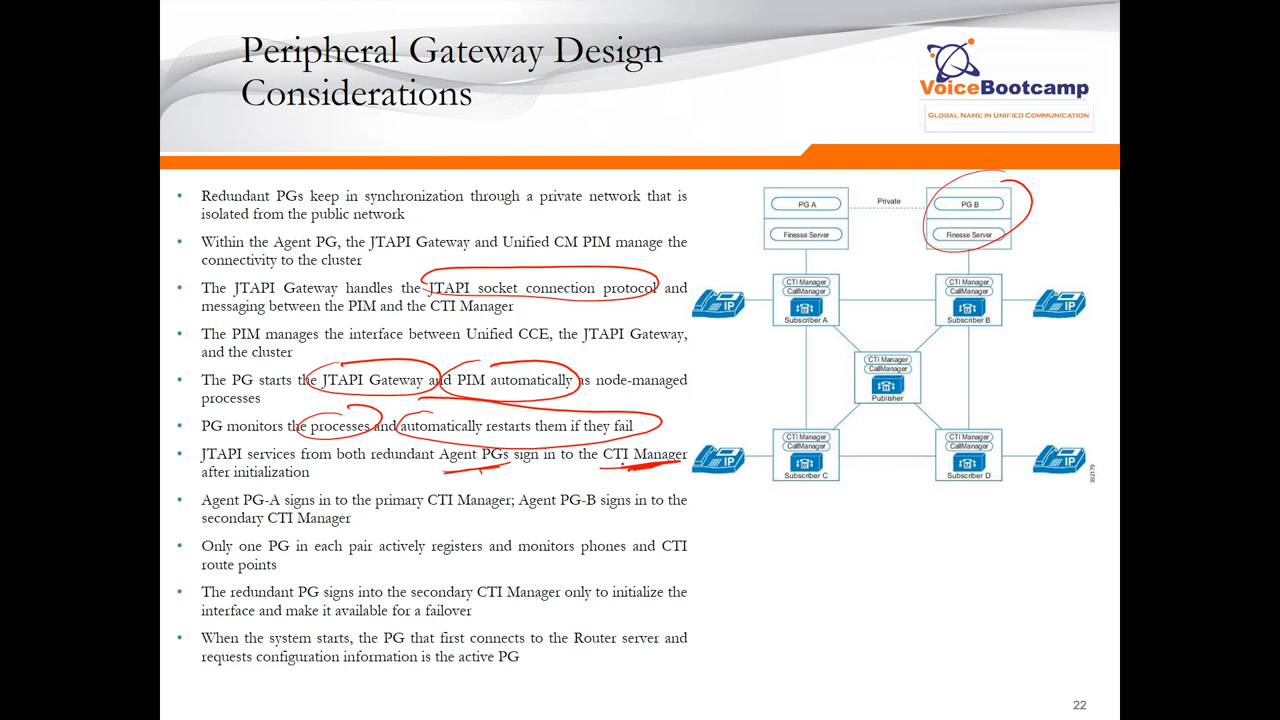 Peripheral Gateway Design
Considerations
VoiceBootcamp
GLOBAL NAME IN UNIFIED COMMUNICATION
• Redundant PGs keep in synchronization through a private network that is
isolated from the public network
• Within the Agent PG, the JTAPI Gateway and Unified CM PIM manage the
connectivity to the cluster
• The JTAPI Gateway handles the JTAPI socket connection protocol and
messaging between the PIM and the CTI Manager
• The PIM manages the interface between Unified CCE, the JTAPI Gateway,
and the cluster
• The PG starts the JTAPI Gateway and PIM automatically as node-managed
processes
• PG monitors the processes and automatically restarts them if they fail
• JTAPI services from both redundant Agent PGs sign in to the CTI Manager
after initialization
• Agent PG-A signs in to the primary CTI Manager; Agent PG-B signs in to the
secondary CTI Manager
• Only one PG in each pair actively registers and monitors phones and CTI
route points
• The redundant PG signs into the secondary CTI Manager only to initialize the
interface and make it available for a failover
• When the system starts, the PG that first connects to the Router server and
requests configuration information is the active PG
PG A
Private
PG B
Finesse Server
Finesse Server
CTI Manager
CallManager
Subscriber A
CTI Manager
CallManager
Subscriber B
IP
IP
CTI Manager
CallManager
Publisher
CTI Manager
CallManager
Subscriber C
CTI Manager
CallManager
Subscriber D
IP
IP
392179
22